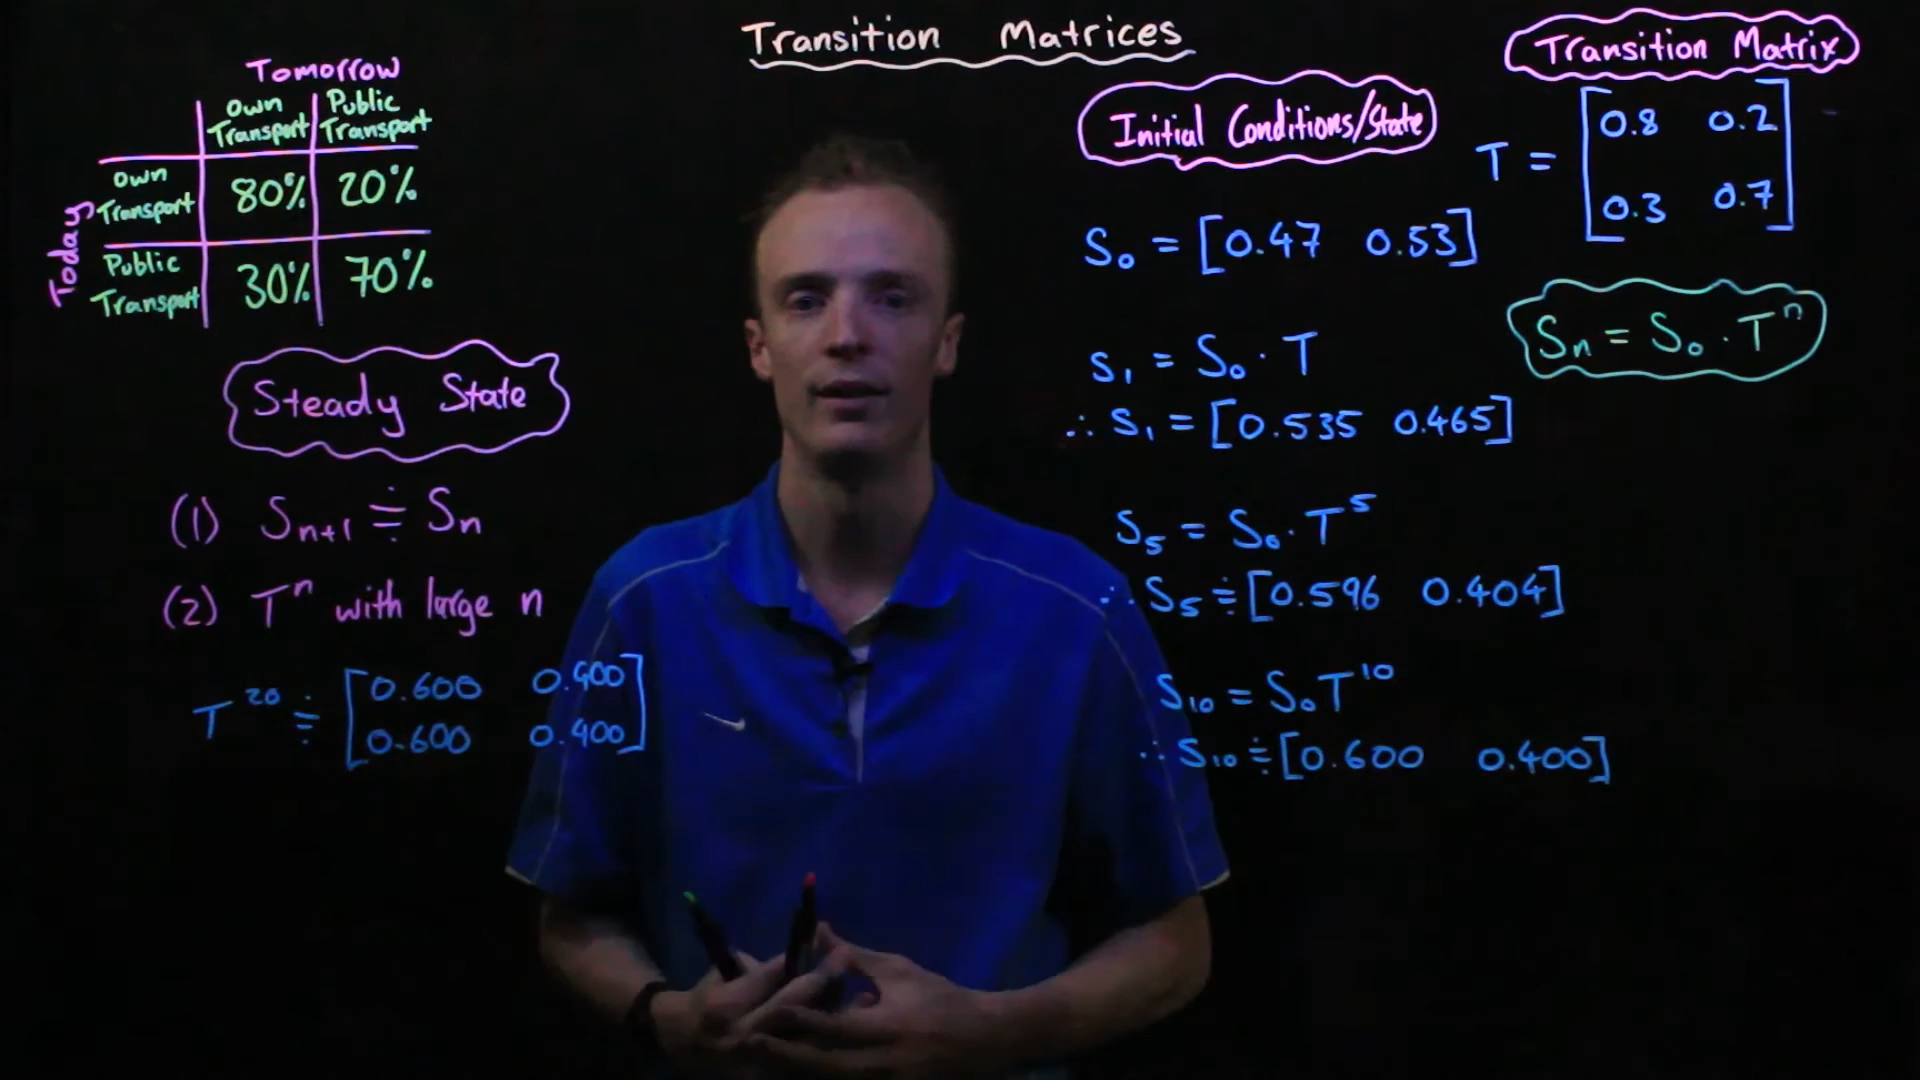 Transition Matrices
Tomorrow
Own Transport
Public Transport
Today
Own Transport
80%
20%
Public Transport
30%
70%
Steady State
(1) Sₙ₊₁ ≑ Sₙ
(2) Tⁿ with large n
T²⁰ ≑ [0.600 0.400
0.600 0.400]
Initial Conditions/State
S₀ = [0.47 0.53]
S₁ = S₀ · T
∴ S₁ = [0.535 0.465]
S₅ = S₀ · T⁵
∴ S₅ ≑ [0.596 0.404]
S₁₀ = S₀T¹⁰
∴ S₁₀ ≑ [0.600 0.400]
Transition Matrix
T = [0.8 0.2
0.3 0.7]
Sₙ = S₀ · Tⁿ